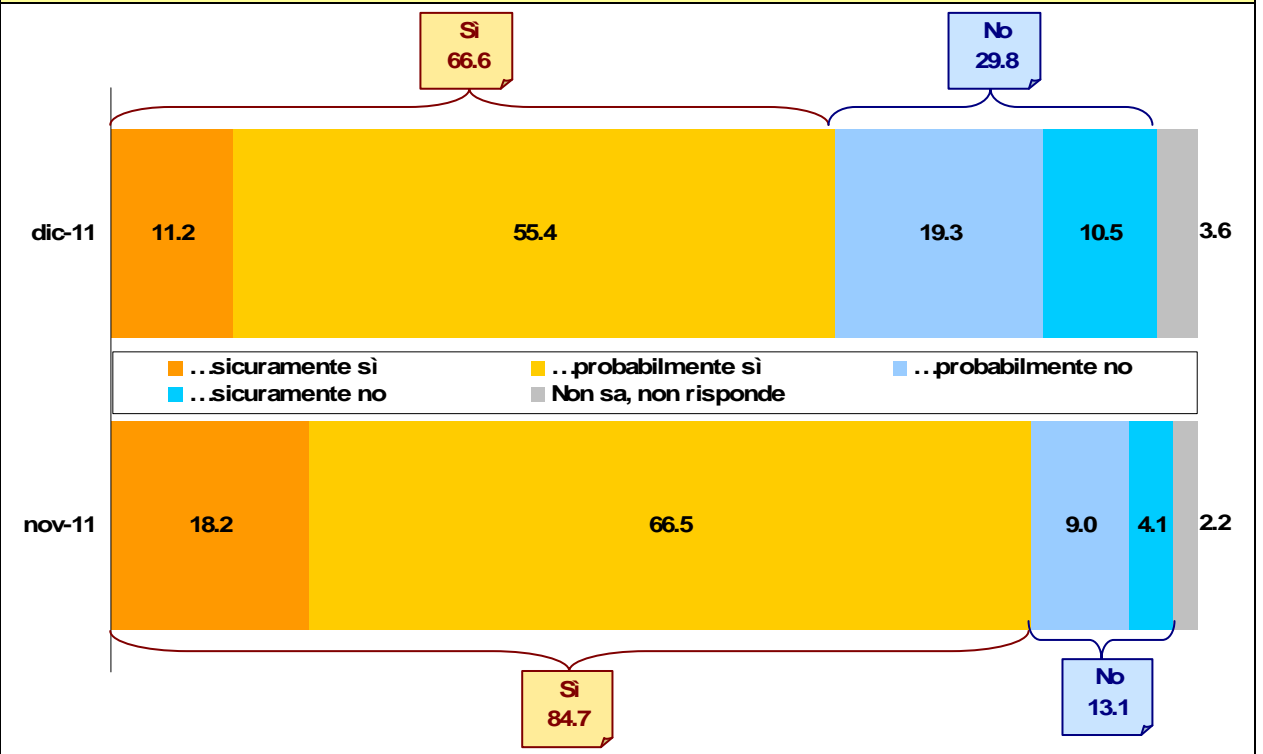 Sì
66.6
No
29.8
dic-11
11.2
55.4
19.3
10.5
3.6
...sicuramente sì
...probabilmente sì
...probabilmente no
...sicuramente no
Non sa, non risponde
nov-11
18.2
66.5
9.0
4.1
2.2
Sì
84.7
No
13.1